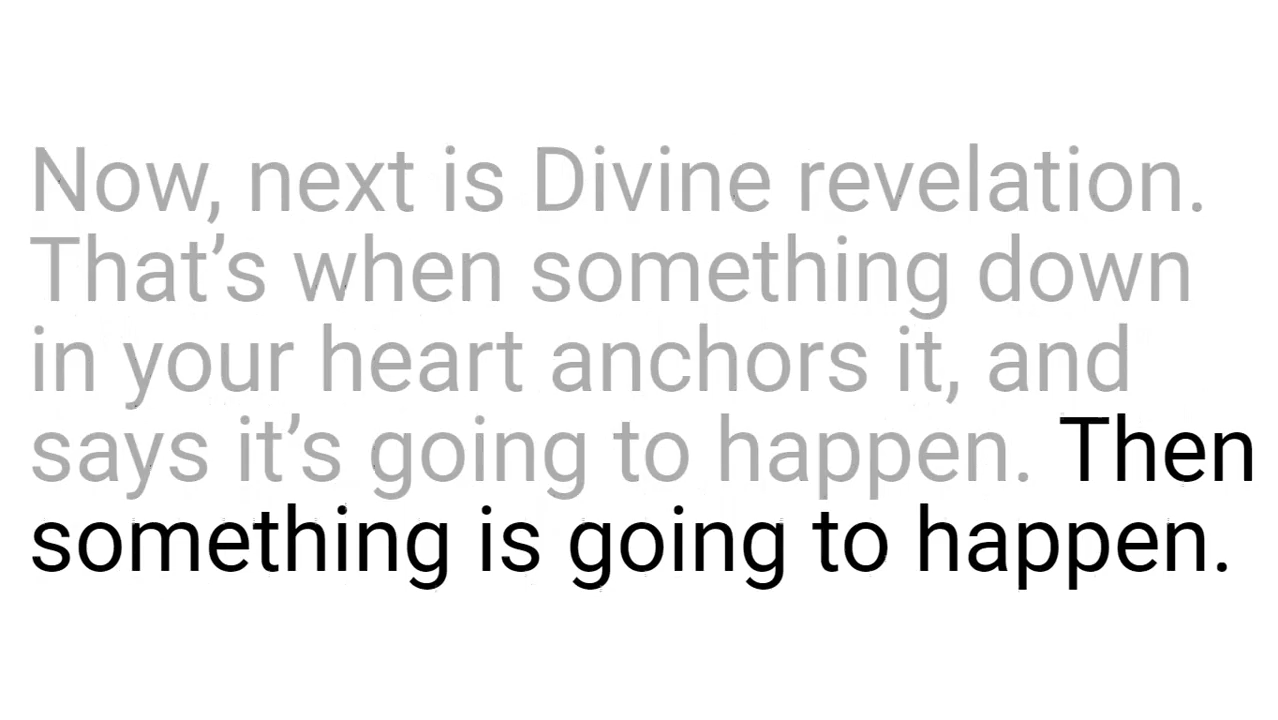 Now, next is Divine revelation.
That’s when something down
in your heart anchors it, and
says it’s going to happen. Then
something is going to happen.